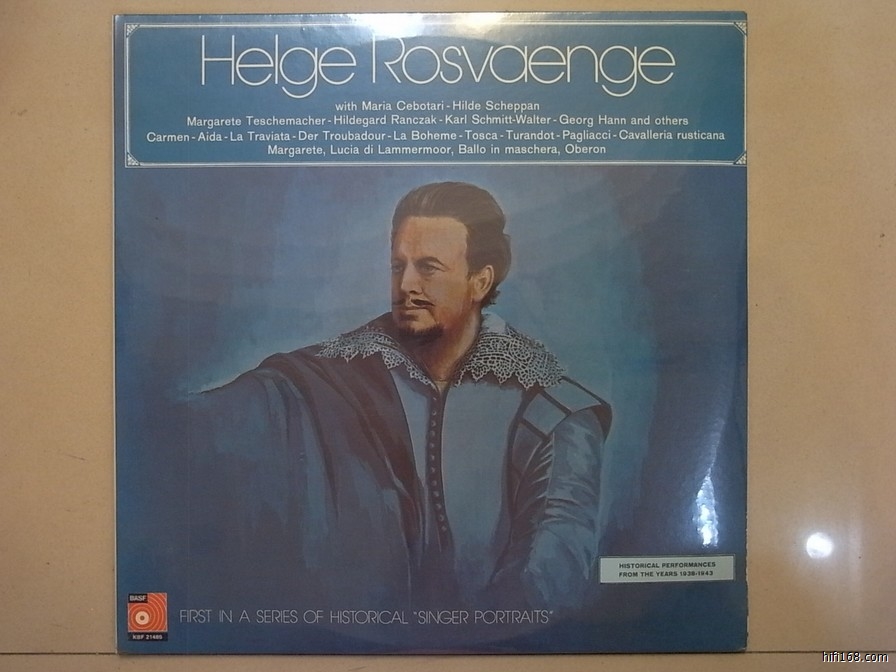 Helge Rosvaenge
with Maria Cebotari - Hilde Scheppan
Margarete Teschemacher - Hildegard Ranczak - Karl Schmitt-Walter - Georg Hann and others
Carmen - Aida - La Traviata - Der Troubadour - La Boheme - Tosca - Turandot - Pagliacci - Cavalleria rusticana
Margarete, Lucia di Lammermoor, Ballo in maschera, Oberon
HISTORICAL PERFORMANCES
FROM THE YEARS 1938-1943
BASF
KBF 21485
FIRST IN A SERIES OF HISTORICAL "SINGER PORTRAITS"
hifi168.com